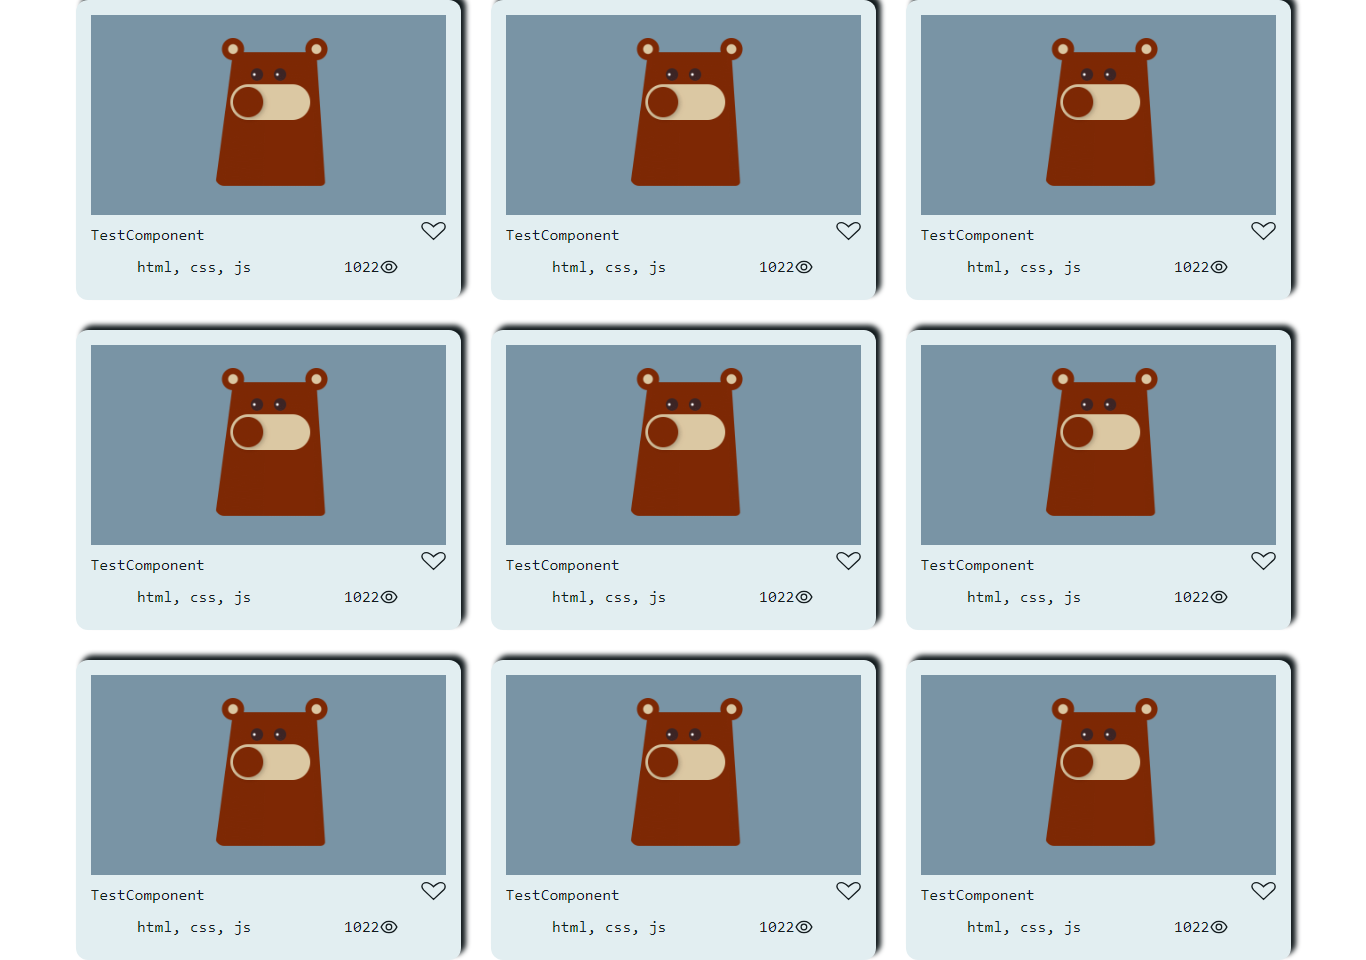 TestComponent
html, css, js 1022
TestComponent
html, css, js 1022
TestComponent
html, css, js 1022
TestComponent
html, css, js 1022
TestComponent
html, css, js 1022
TestComponent
html, css, js 1022
TestComponent
html, css, js 1022
TestComponent
html, css, js 1022
TestComponent
html, css, js 1022